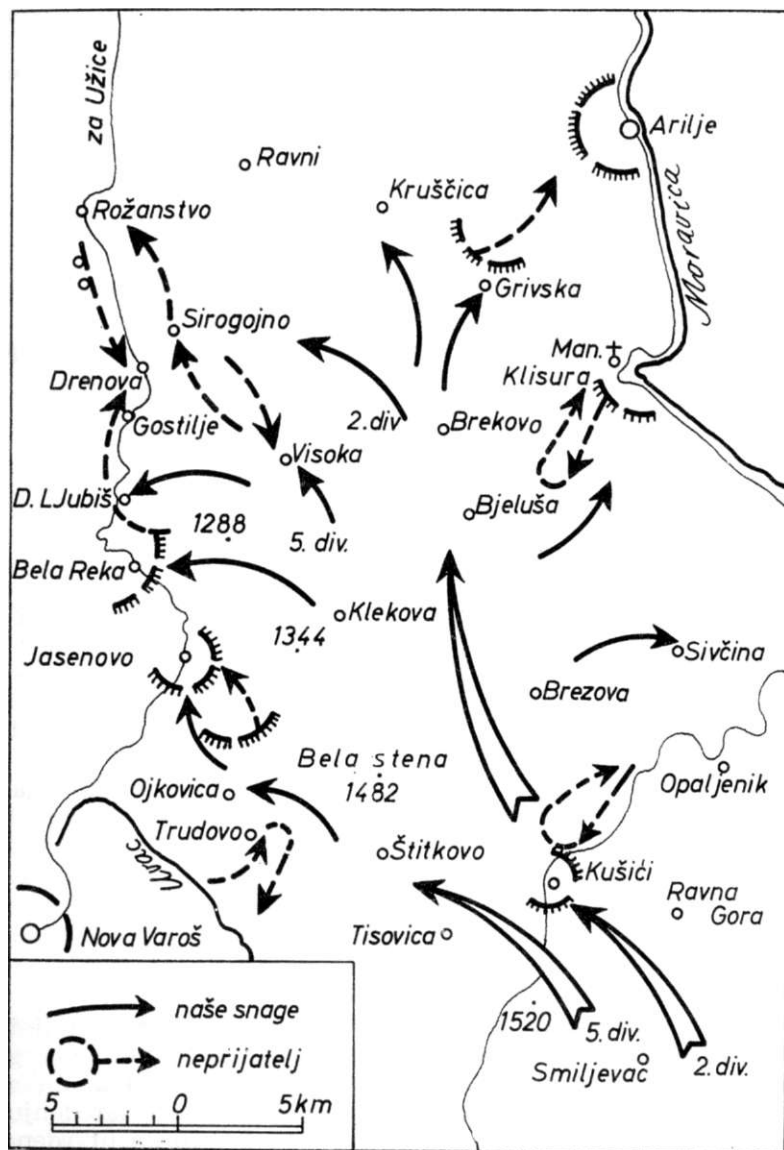 za Užice
Ravni
Arilje
Kruščica
Rožanstvo
Moravica
Grivska
Sirogojno
Man.
Klisura
Drenova
Gostilje
2.div
Brekovo
Visoka
D. LJubiš
1288
5. div.
Bjeluša
Bela Reka
Klekova
1344
Jasenovo
Sivčina
Brezova
Bela stena
1482
Opaljenik
Ojkovica
Trudovo
Uvac
Štitkovo
Kušići
Ravna
Gora
Nova Varoš
Tisovica
1520
5. div.
2. div.
Smiljevac
naše snage
neprijatelj
5 0 5 km